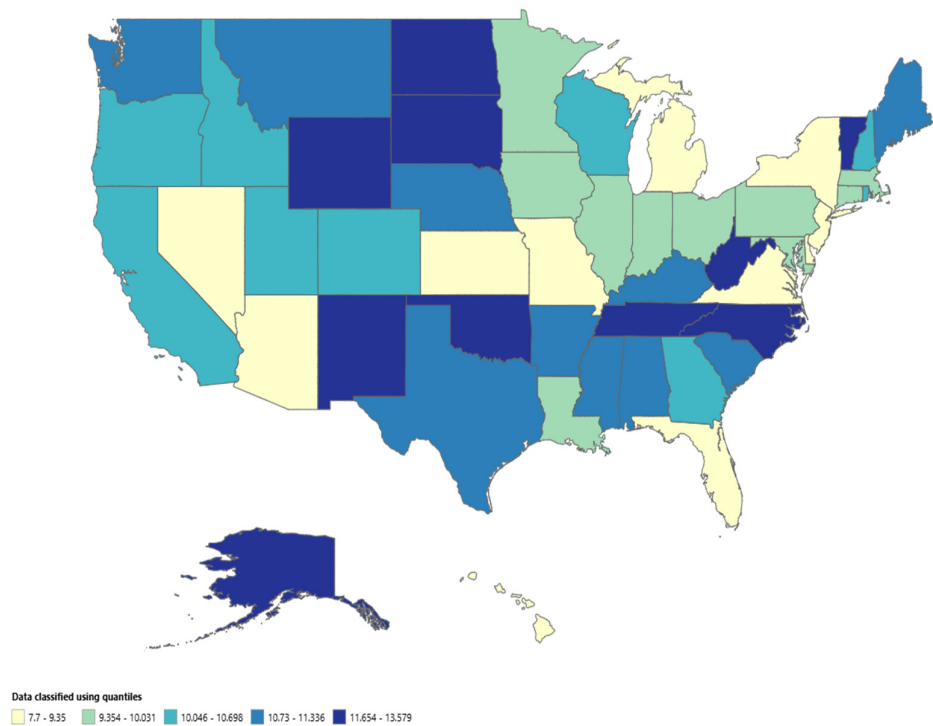 Data classified using quantiles
7.7 - 9.35 9.354 - 10.031 10.046 - 10.698 10.73 - 11.336 11.654 - 13.579